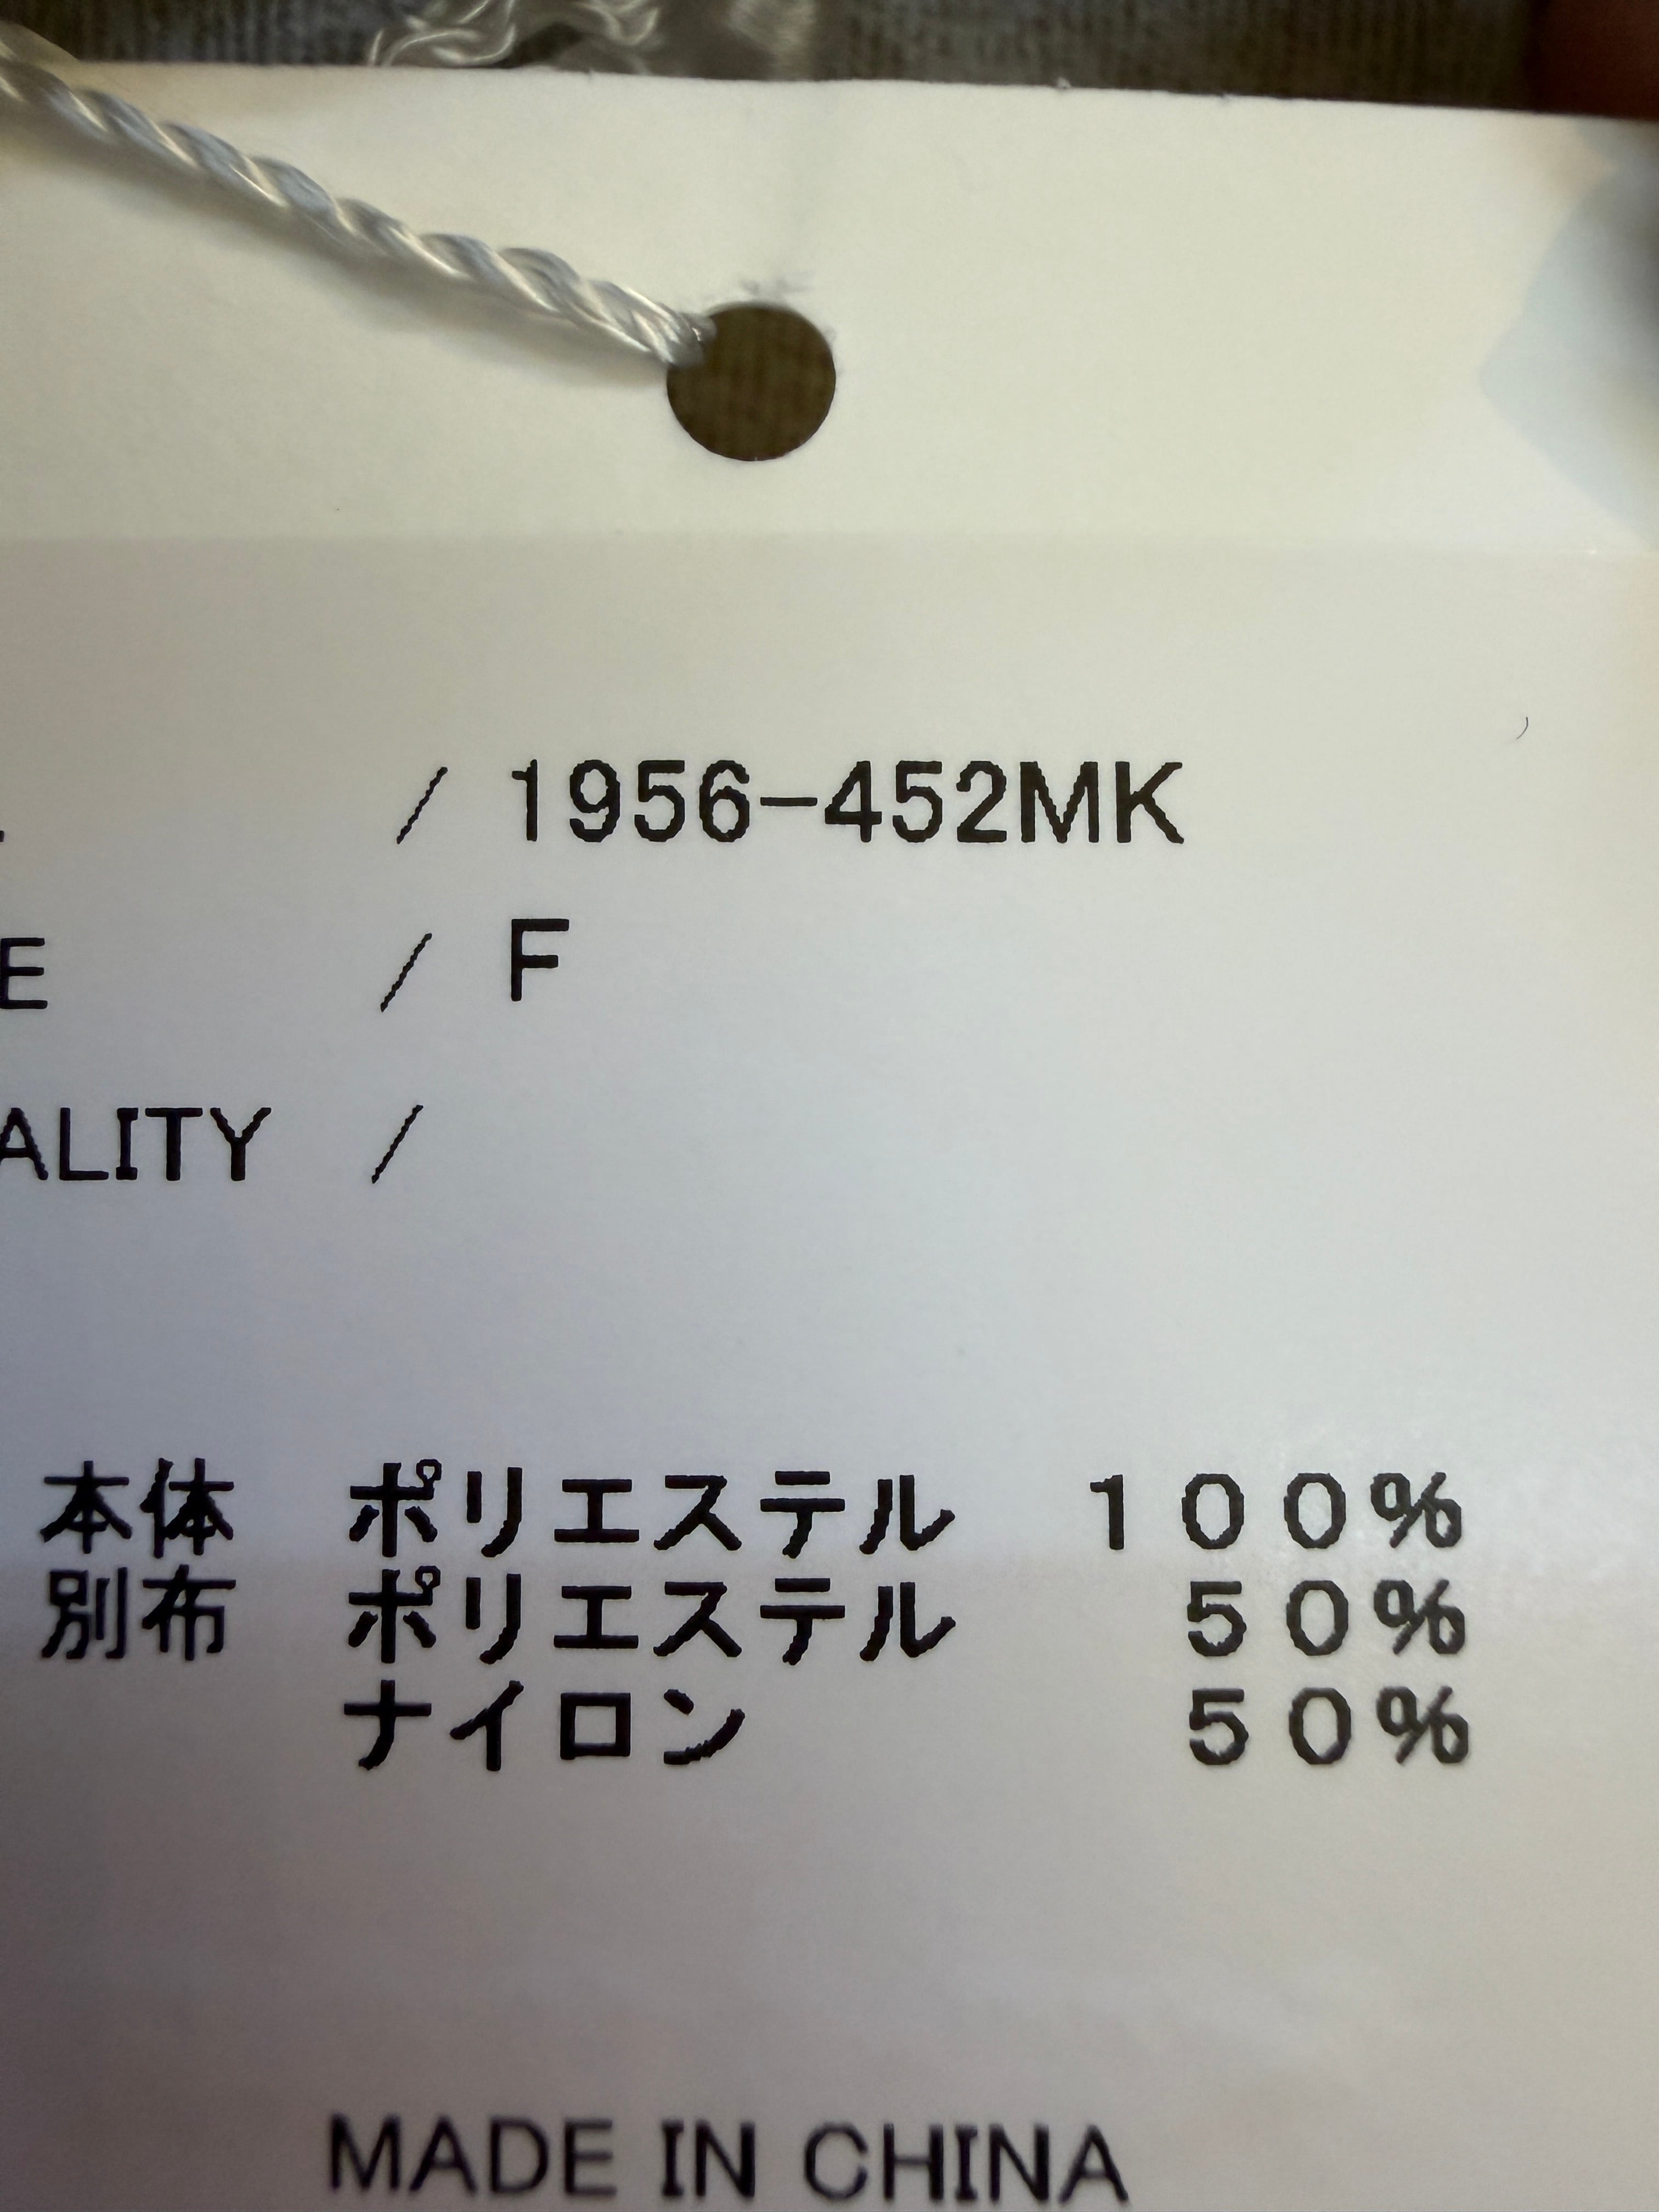 / 1956-452MK
E / F
ALITY /
本体 ポリエステル 100%
別布 ポリエステル 50%
ナイロン 50%
MADE IN CHINA